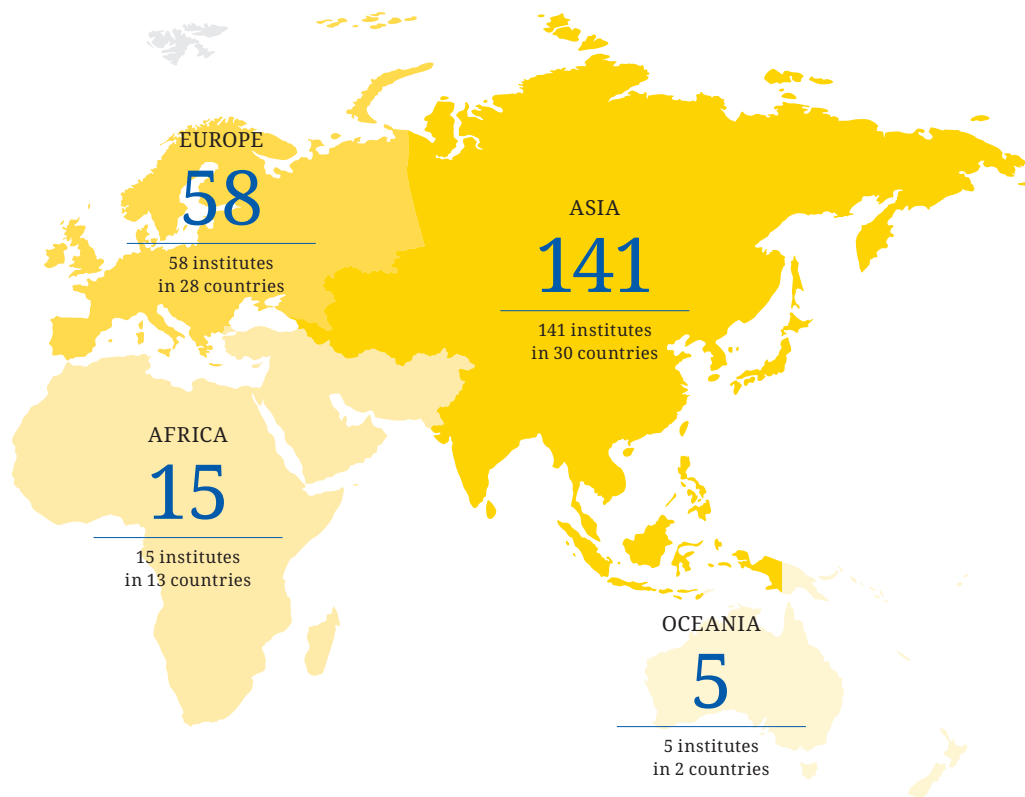 EUROPE
58
58 institutes
in 28 countries
ASIA
141
141 institutes
in 30 countries
AFRICA
15
15 institutes
in 13 countries
OCEANIA
5
5 institutes
in 2 countries